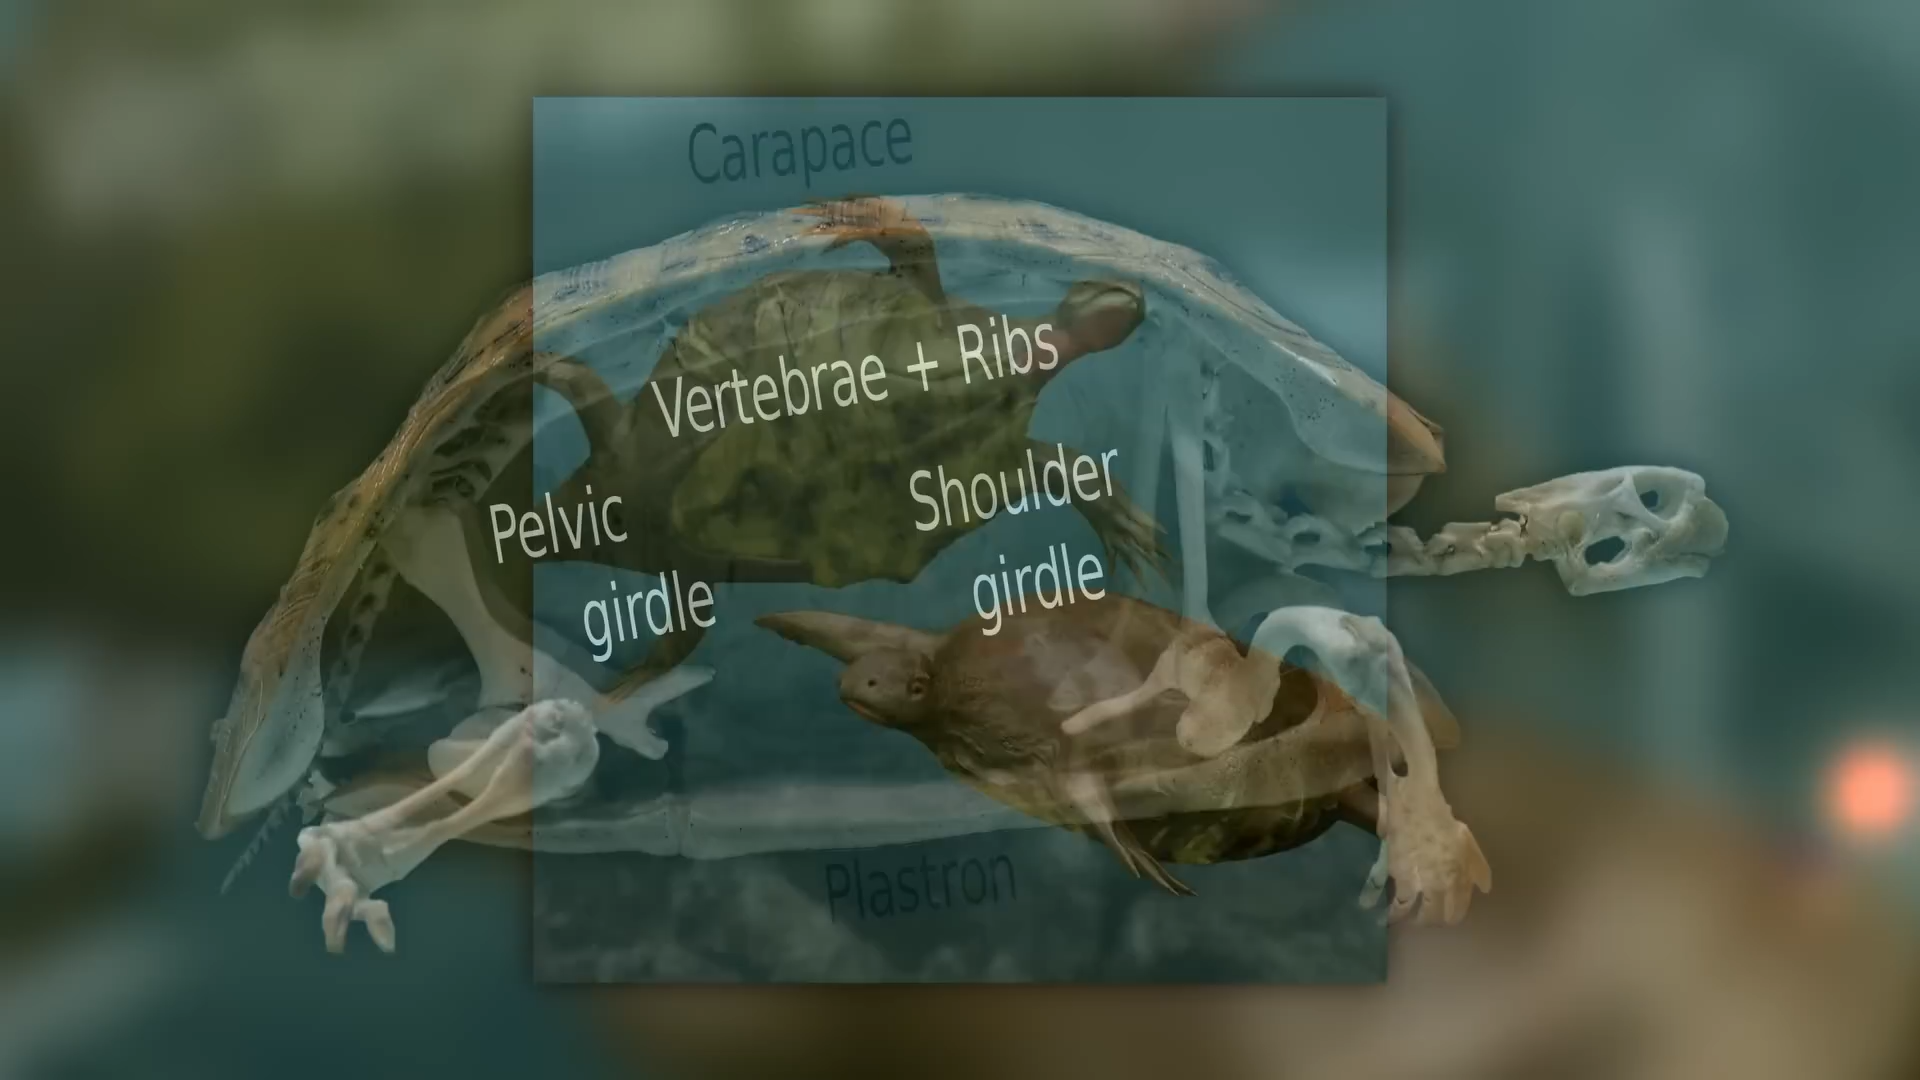 Carapace
Vertebrae + Ribs
Pelvic
girdle
Shoulder
girdle
Plastron